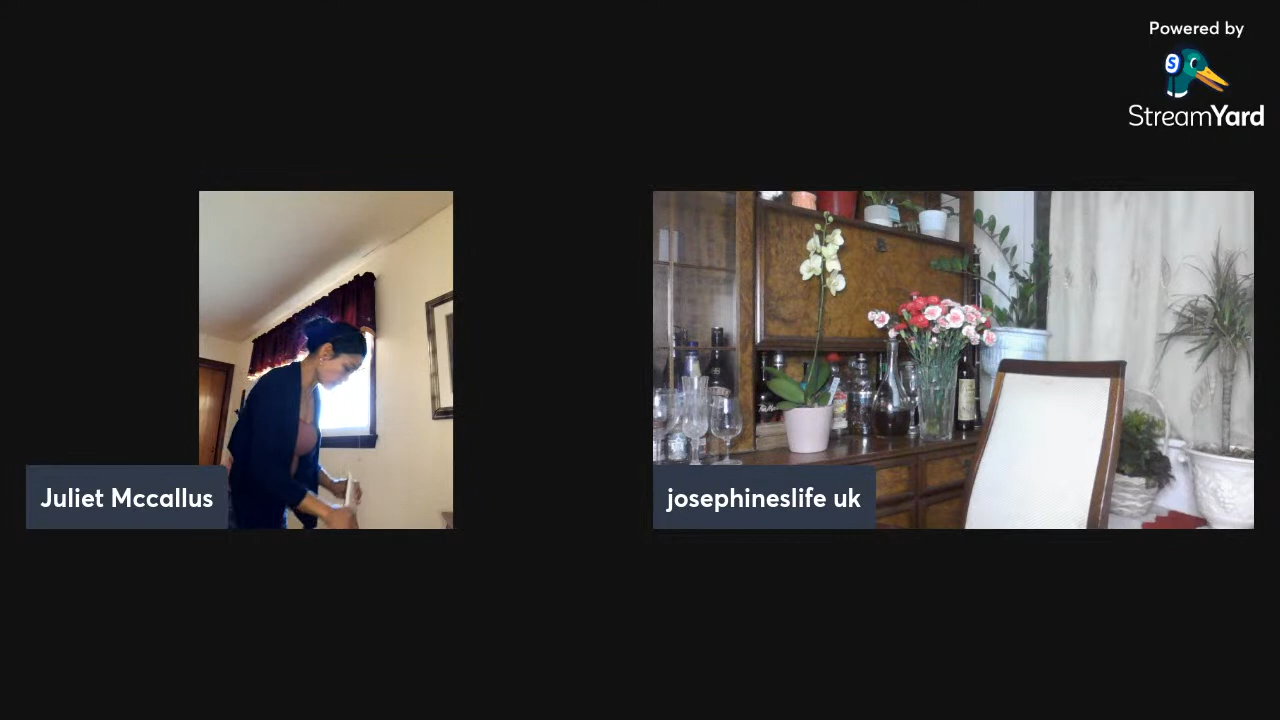 Powered by
S
StreamYard
Juliet Mccallus
josephineslife uk